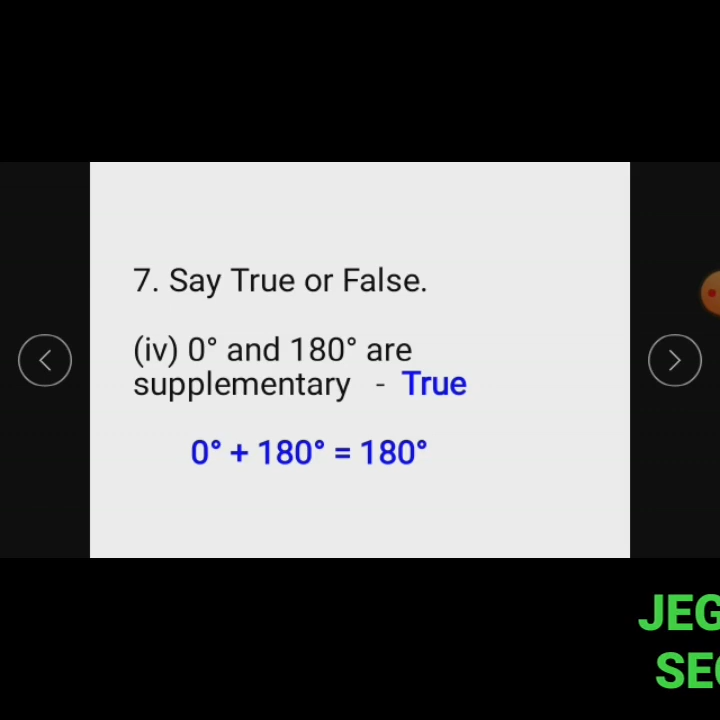 7. Say True or False.
(iv) 0° and 180° are
supplementary - True
0° + 180° = 180°